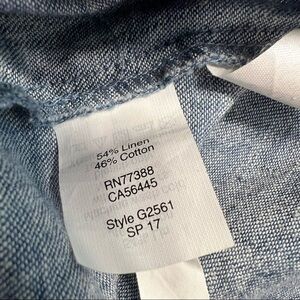 54% Linen
46% Cotton
RN77388
CA56445
Style G2561
SP 17